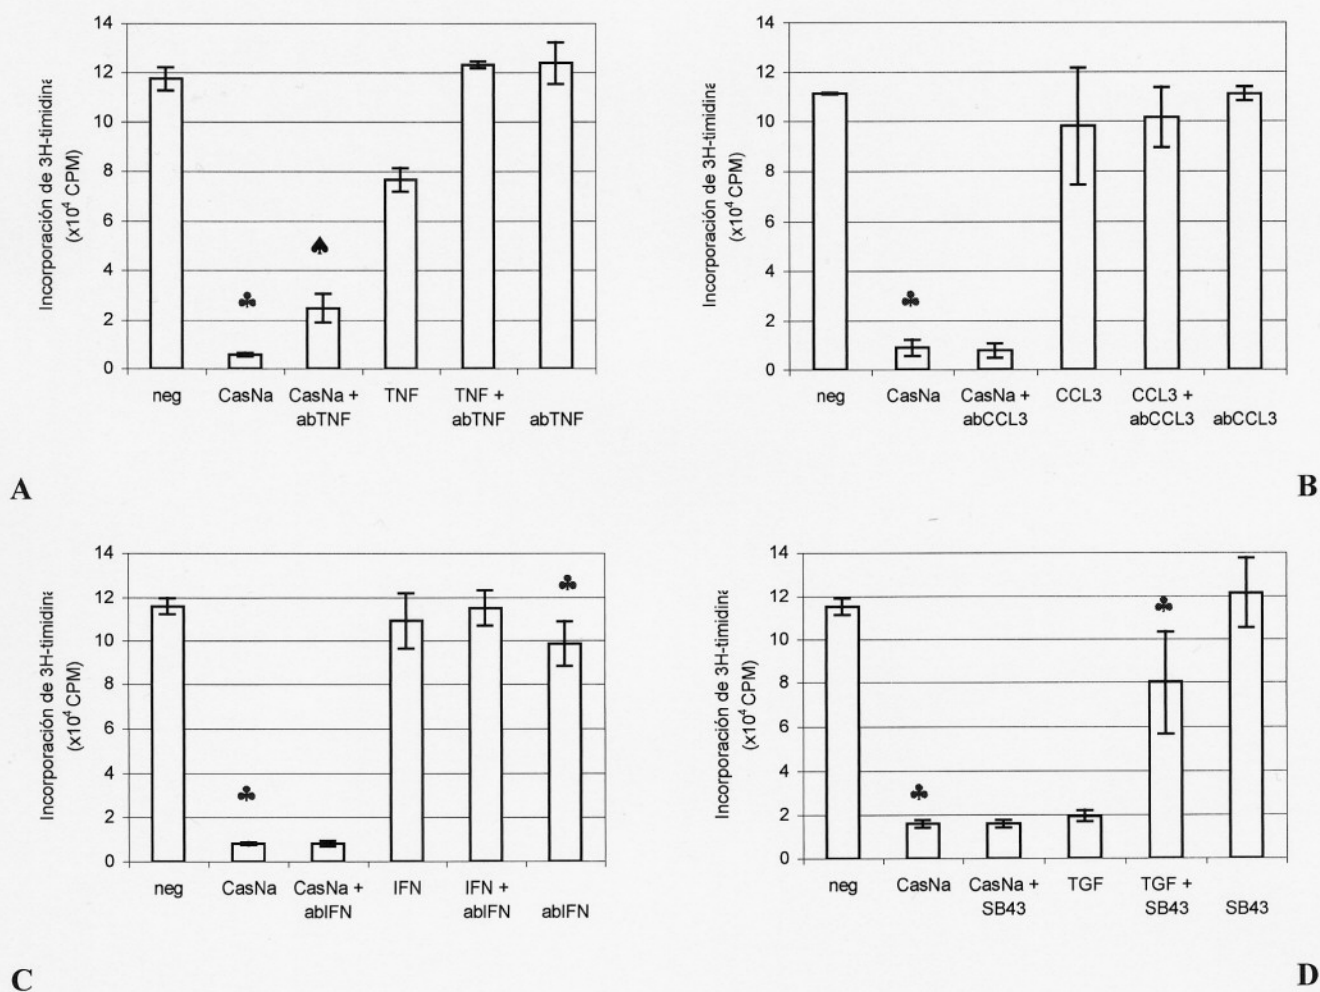 14
12
10
8
6
4
2
0
Incorporación de 3H-timidina
(x10⁴ CPM)
neg
CasNa
CasNa +
abTNF
TNF
TNF +
abTNF
abTNF
A
14
12
10
8
6
4
2
0
Incorporación de 3H-timidina
(x10⁴ CPM)
neg
CasNa
CasNa +
abCCL3
CCL3
CCL3 +
abCCL3
abCCL3
B
14
12
10
8
6
4
2
0
Incorporación de 3H-timidina
(x10⁴ CPM)
neg
CasNa
CasNa +
abIFN
IFN
IFN +
abIFN
abIFN
C
14
12
10
8
6
4
2
0
Incorporación de 3H-timidina
(x10⁴ CPM)
neg
CasNa
CasNa +
SB43
TGF
TGF +
SB43
SB43
D